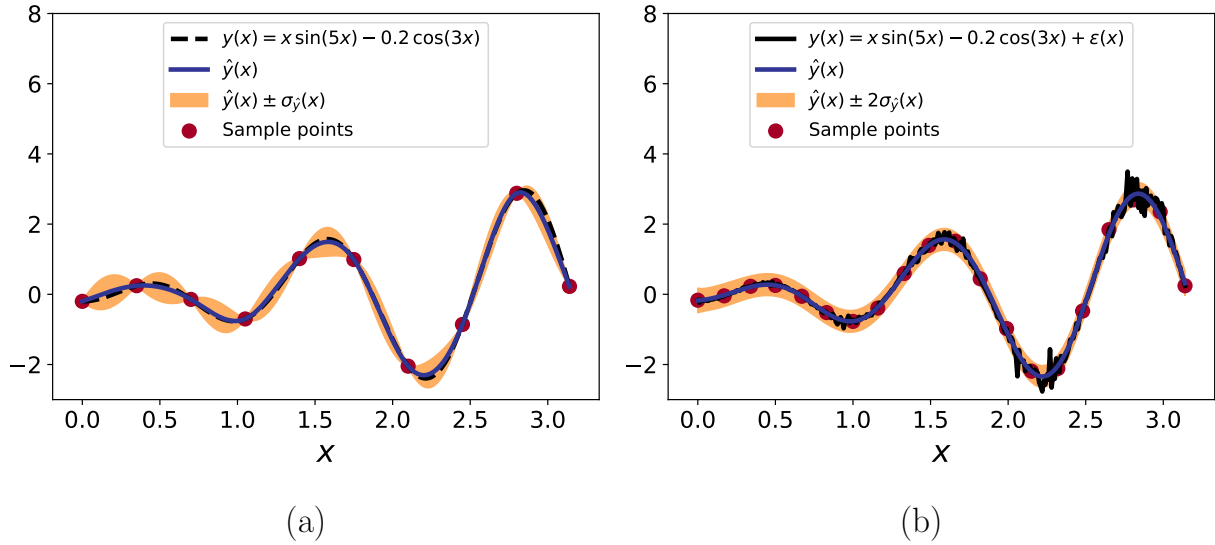 8
6
4
2
0
−2
0.0 0.5 1.0 1.5 2.0 2.5 3.0
x
y(x) = x sin(5x) − 0.2 cos(3x)
ŷ(x)
ŷ(x) ± σ_ŷ(x)
Sample points
(a)
8
6
4
2
0
−2
0.0 0.5 1.0 1.5 2.0 2.5 3.0
x
y(x) = x sin(5x) − 0.2 cos(3x) + ε(x)
ŷ(x)
ŷ(x) ± 2σ_ŷ(x)
Sample points
(b)